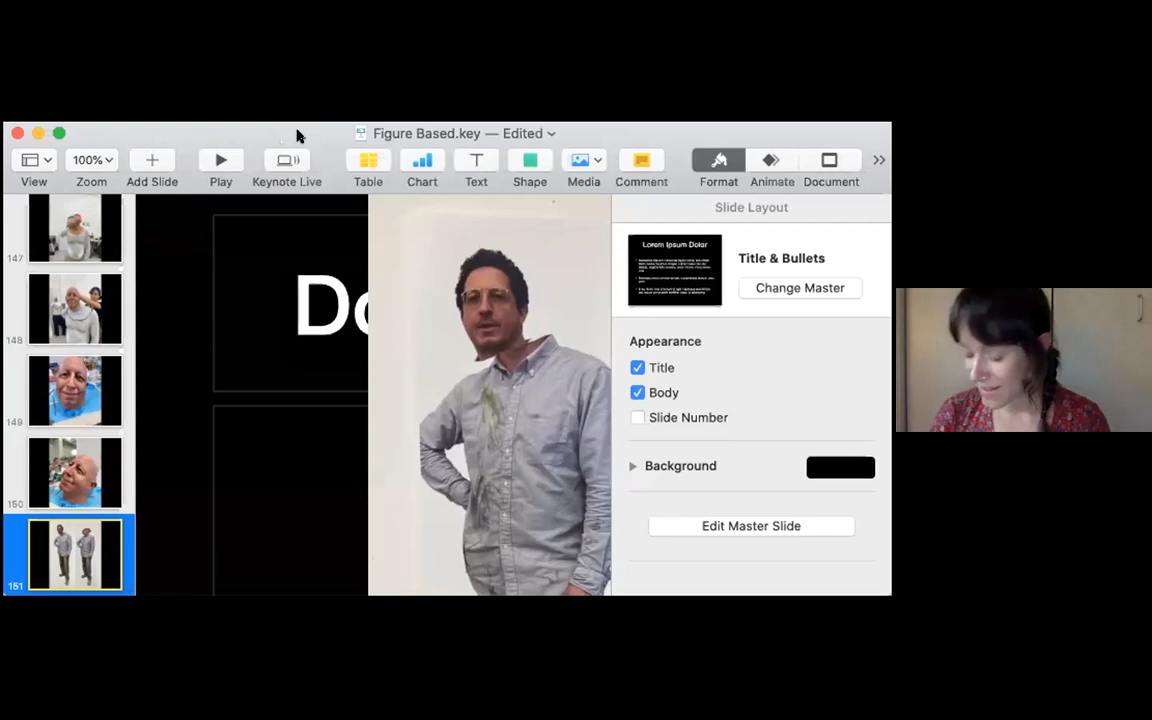 Figure Based.key — Edited
100%
View
Zoom
Add Slide
Play
Keynote Live
Table
Chart
Text
Shape
Media
Comment
Format
Animate
Document
Slide Layout
147
148
149
150
151
Do
Lorem Ipsum Dolor
Title & Bullets
Change Master
Appearance
Title
Body
Slide Number
Background
Edit Master Slide